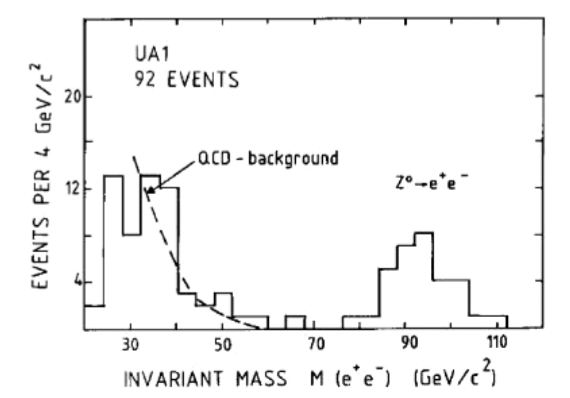 UA1
92 EVENTS
QCD - background
Z° → e⁺e⁻
EVENTS PER 4 GeV/c²
20
12
4
30
50
70
90
110
INVARIANT MASS M (e⁺e⁻) (GeV/c²)